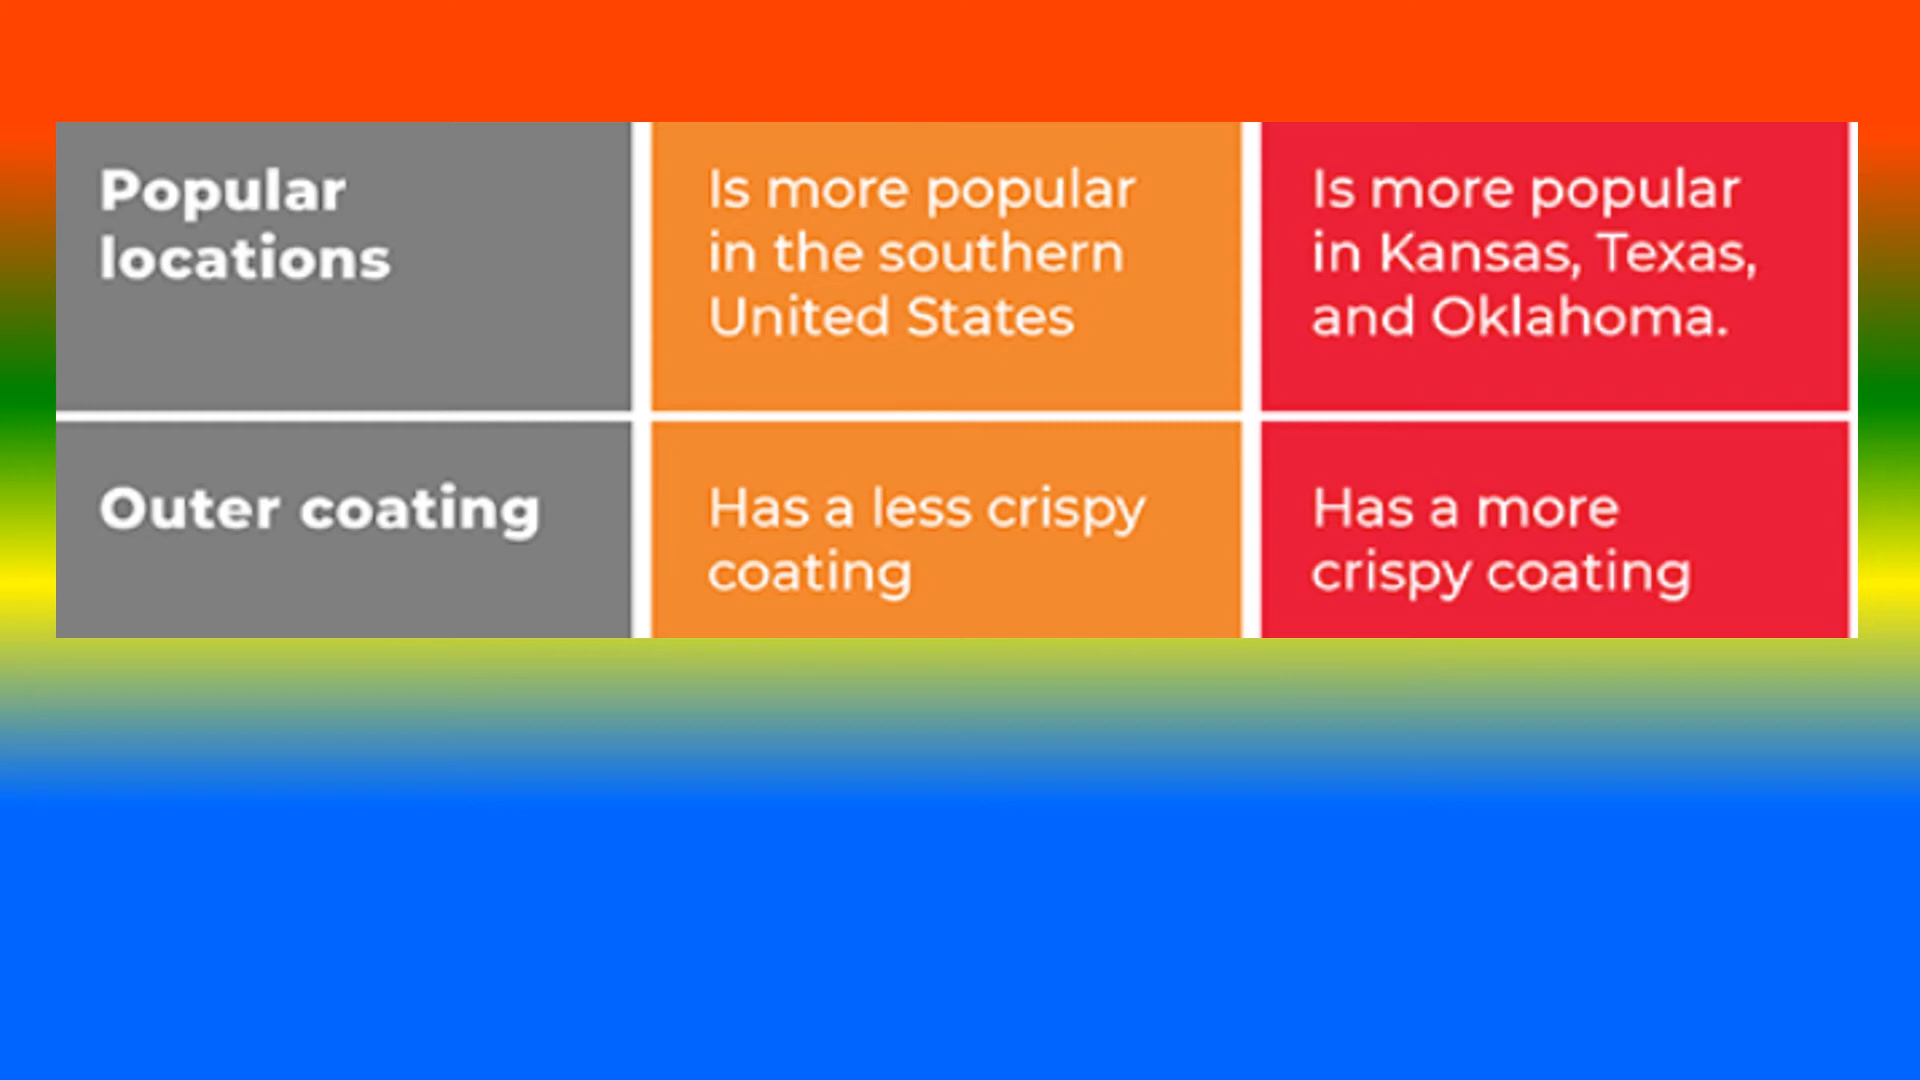 Popular
locations
Is more popular
in the southern
United States
Is more popular
in Kansas, Texas,
and Oklahoma.
Outer coating
Has a less crispy
coating
Has a more
crispy coating